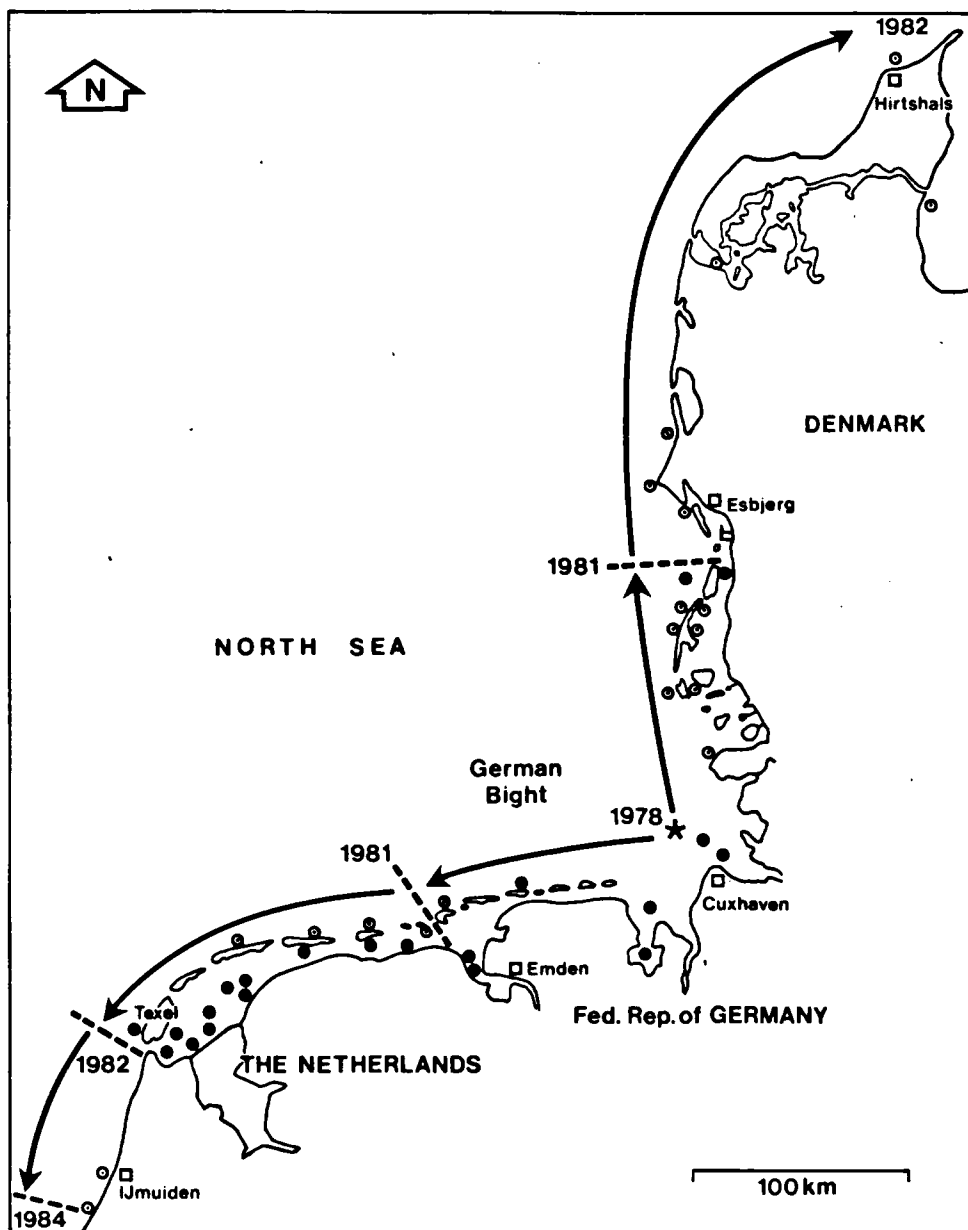 1982
N
Hirtshals
DENMARK
Esbjerg
1981
NORTH SEA
German
Bight
1978
1981
Cuxhaven
Emden
Texel
Fed. Rep. of GERMANY
1982
THE NETHERLANDS
IJmuiden
100 km
1984